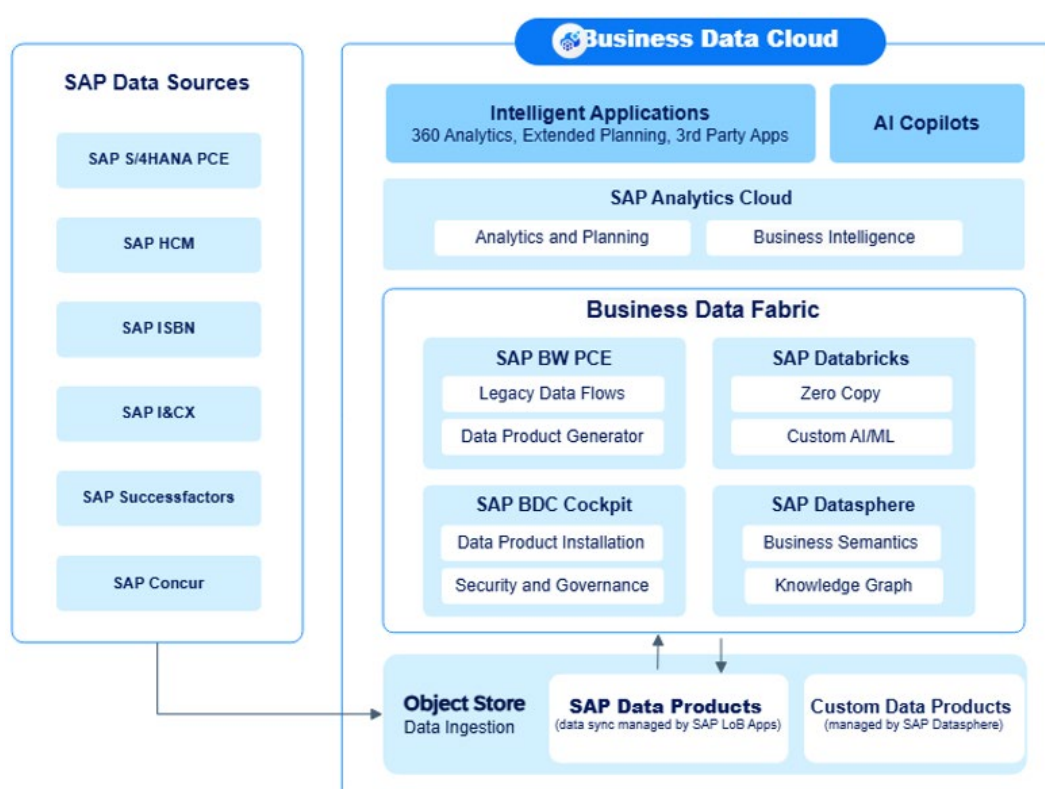 Business Data Cloud
SAP Data Sources
SAP S/4HANA PCE
SAP HCM
SAP ISBN
SAP I&CX
SAP Successfactors
SAP Concur
Intelligent Applications
360 Analytics, Extended Planning, 3rd Party Apps
AI Copilots
SAP Analytics Cloud
Analytics and Planning
Business Intelligence
Business Data Fabric
SAP BW PCE
Legacy Data Flows
Data Product Generator
SAP Databricks
Zero Copy
Custom AI/ML
SAP BDC Cockpit
Data Product Installation
Security and Governance
SAP Datasphere
Business Semantics
Knowledge Graph
Object Store
Data Ingestion
SAP Data Products
(data sync managed by SAP LoB Apps)
Custom Data Products
(managed by SAP Datasphere)